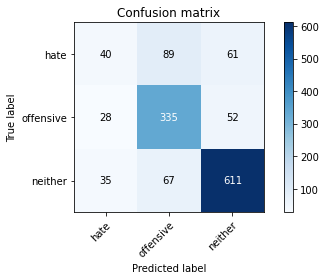 Confusion matrix
True label
hate
offensive
neither
40 89 61
28 335 52
35 67 611
hate
offensive
neither
Predicted label
600
500
400
300
200
100